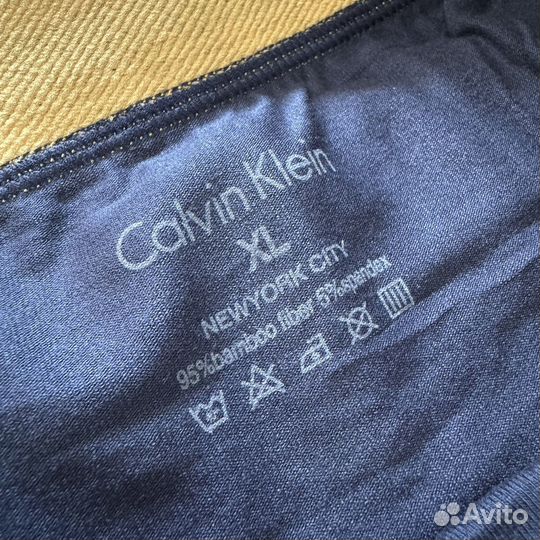 Calvin Klein
XL
NEWYORK CITY
95%bamboo fiber 5%spandex
Avito